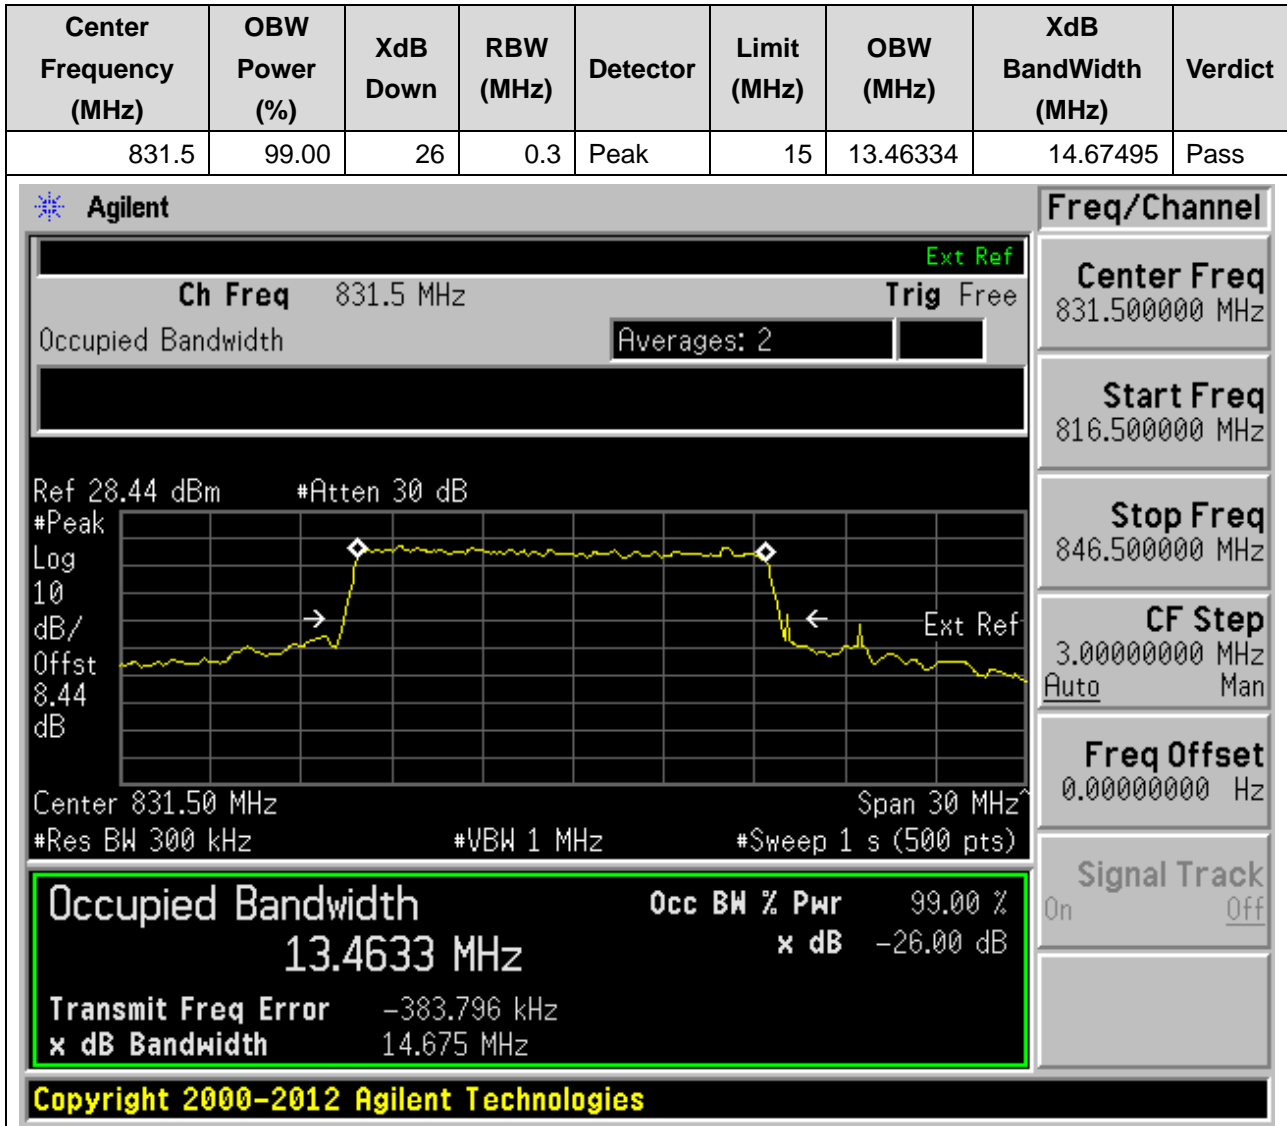 Center Frequency (MHz) OBW Power (%) XdB Down RBW (MHz) Detector Limit (MHz) OBW (MHz) XdB BandWidth (MHz) Verdict
831.5 99.00 26 0.3 Peak 15 13.46334 14.67495 Pass
Agilent
Freq/Channel
Ext Ref
Ch Freq 831.5 MHz Trig Free
Occupied Bandwidth Averages: 2
Center Freq
831.500000 MHz
Start Freq
816.500000 MHz
Stop Freq
846.500000 MHz
CF Step
3.00000000 MHz
Auto Man
Freq Offset
0.00000000 Hz
Signal Track
On Off
Ref 28.44 dBm #Atten 30 dB
#Peak
Log
10
dB/
Offst
8.44
dB
Ext Ref
Center 831.50 MHz Span 30 MHz^
#Res BW 300 kHz #VBW 1 MHz #Sweep 1 s (500 pts)
Occupied Bandwidth
13.4633 MHz
Occ BW % Pwr 99.00 %
x dB -26.00 dB
Transmit Freq Error -383.796 kHz
x dB Bandwidth 14.675 MHz
Copyright 2000-2012 Agilent Technologies